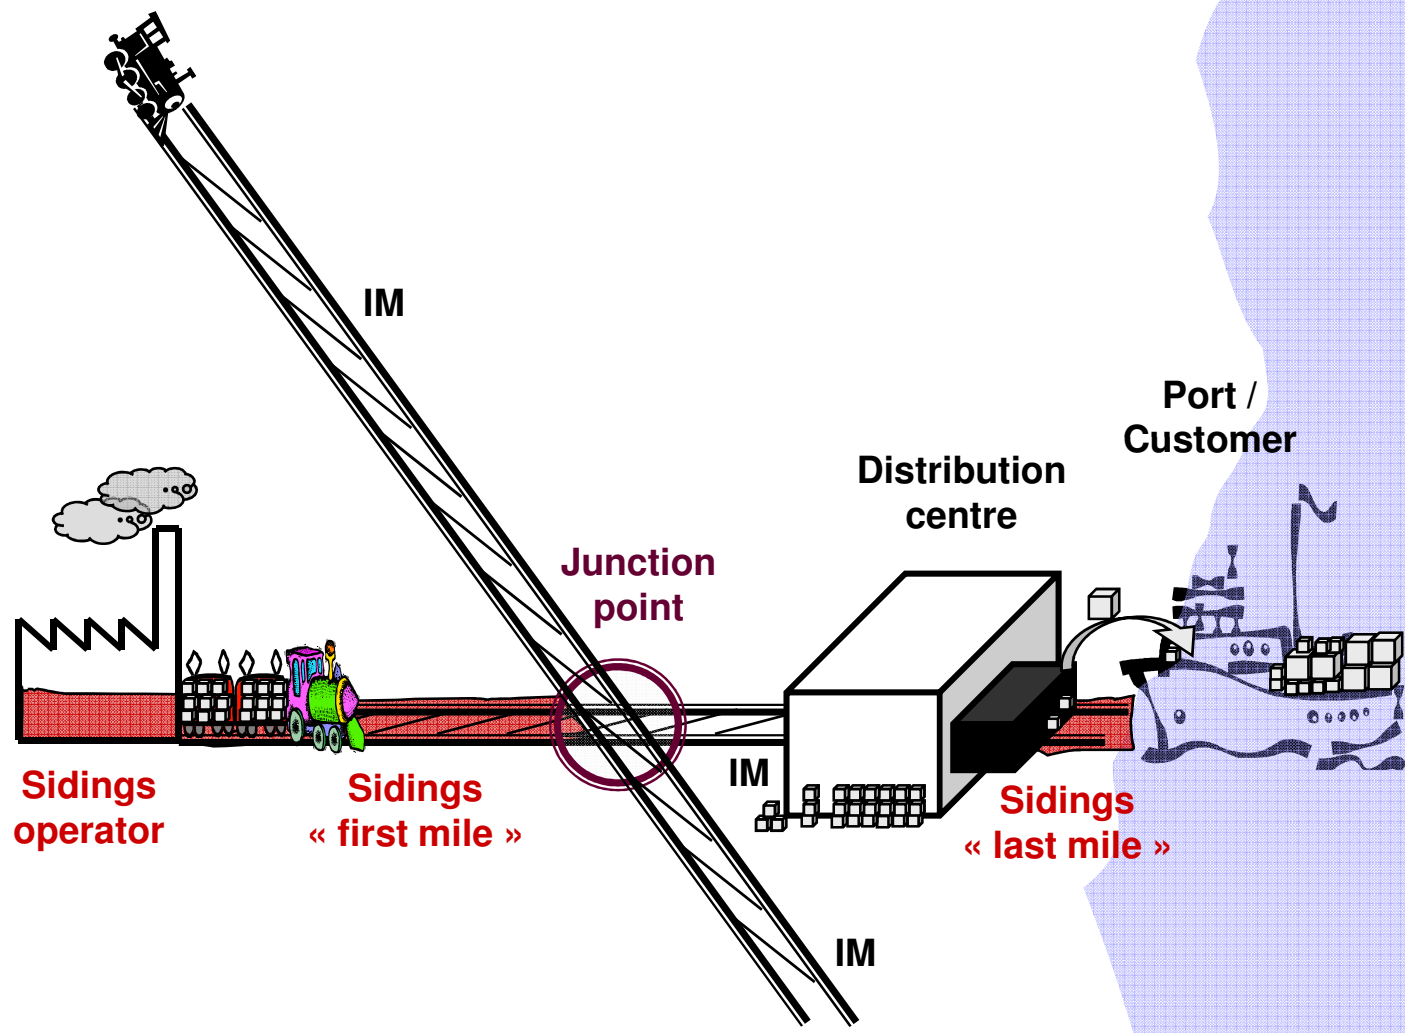 IM
Port /
Customer
Distribution
centre
Junction
point
IM
Sidings
operator
Sidings
« first mile »
Sidings
« last mile »
IM